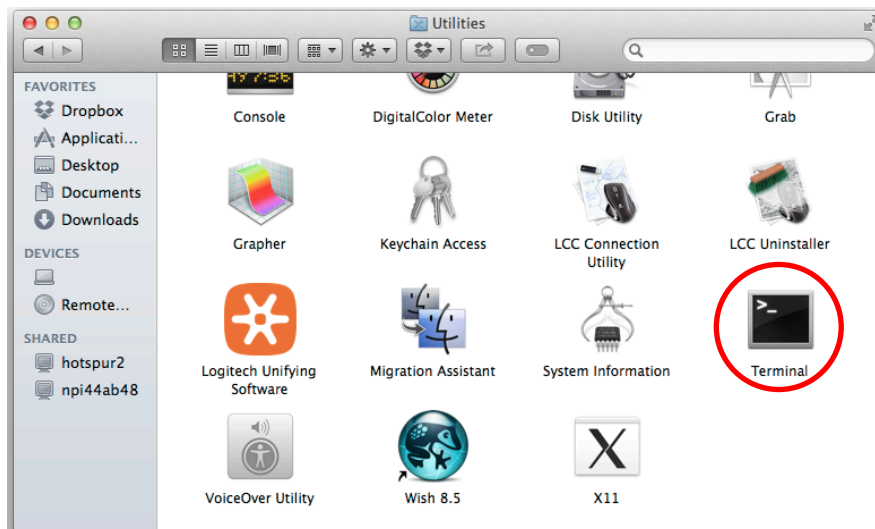 Utilities
FAVORITES
Dropbox
Applicati...
Desktop
Documents
Downloads
DEVICES
Remote...
SHARED
hotspur2
npi44ab48
Console
DigitalColor Meter
Disk Utility
Grab
Grapher
Keychain Access
LCC Connection
Utility
LCC Uninstaller
Logitech Unifying
Software
Migration Assistant
System Information
>_
Terminal
VoiceOver Utility
Wish 8.5
X
X11